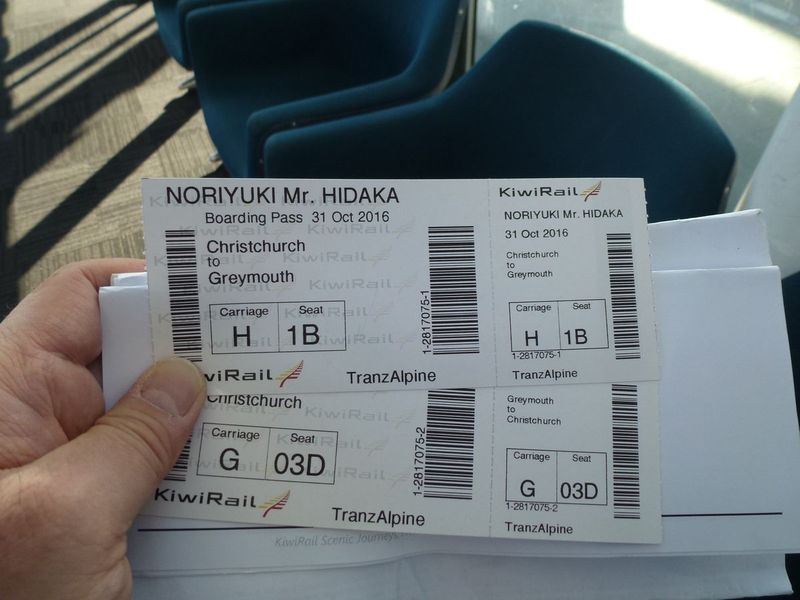 NORIYUKI Mr. HIDAKA
Boarding Pass 31 Oct 2016
Christchurch
to
Greymouth
Carriage Seat
H 1B
1-2817075-1
KiwiRail
TranzAlpine
KiwiRail
NORIYUKI Mr. HIDAKA
31 Oct 2016
Christchurch
to
Greymouth
Carriage Seat
H 1B
1-2817075-1
TranzAlpine
Christchurch
Carriage Seat
G 03D
1-2817075-2
KiwiRail
TranzAlpine
Greymouth
to
Christchurch
Carriage Seat
G 03D
1-2817075-2
TranzAlpine
KiwiRail Scenic Journeys